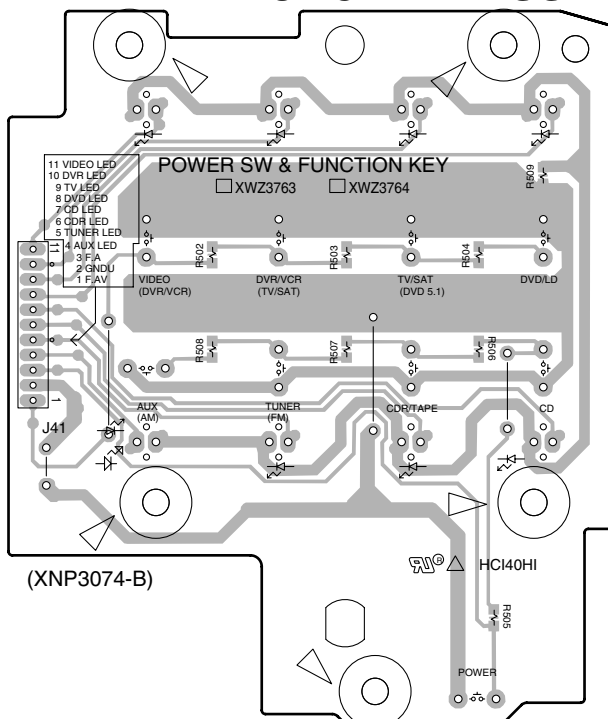 11 VIDEO LED
10 DVR LED
9 TV LED
8 DVD LED
7 CD LED
6 CDR LED
5 TUNER LED
4 AUX LED
3 F.A
2 GNDU
1 F.AV
POWER SW & FUNCTION KEY
XWZ3763 XWZ3764
R509
R502
R503
R504
VIDEO
(DVR/VCR)
DVR/VCR
(TV/SAT)
TV/SAT
(DVD 5.1)
DVD/LD
R508
R507
R506
11
1
J41
AUX
(AM)
TUNER
(FM)
CDR/TAPE
CD
(XNP3074-B)
HCI40HI
R505
POWER